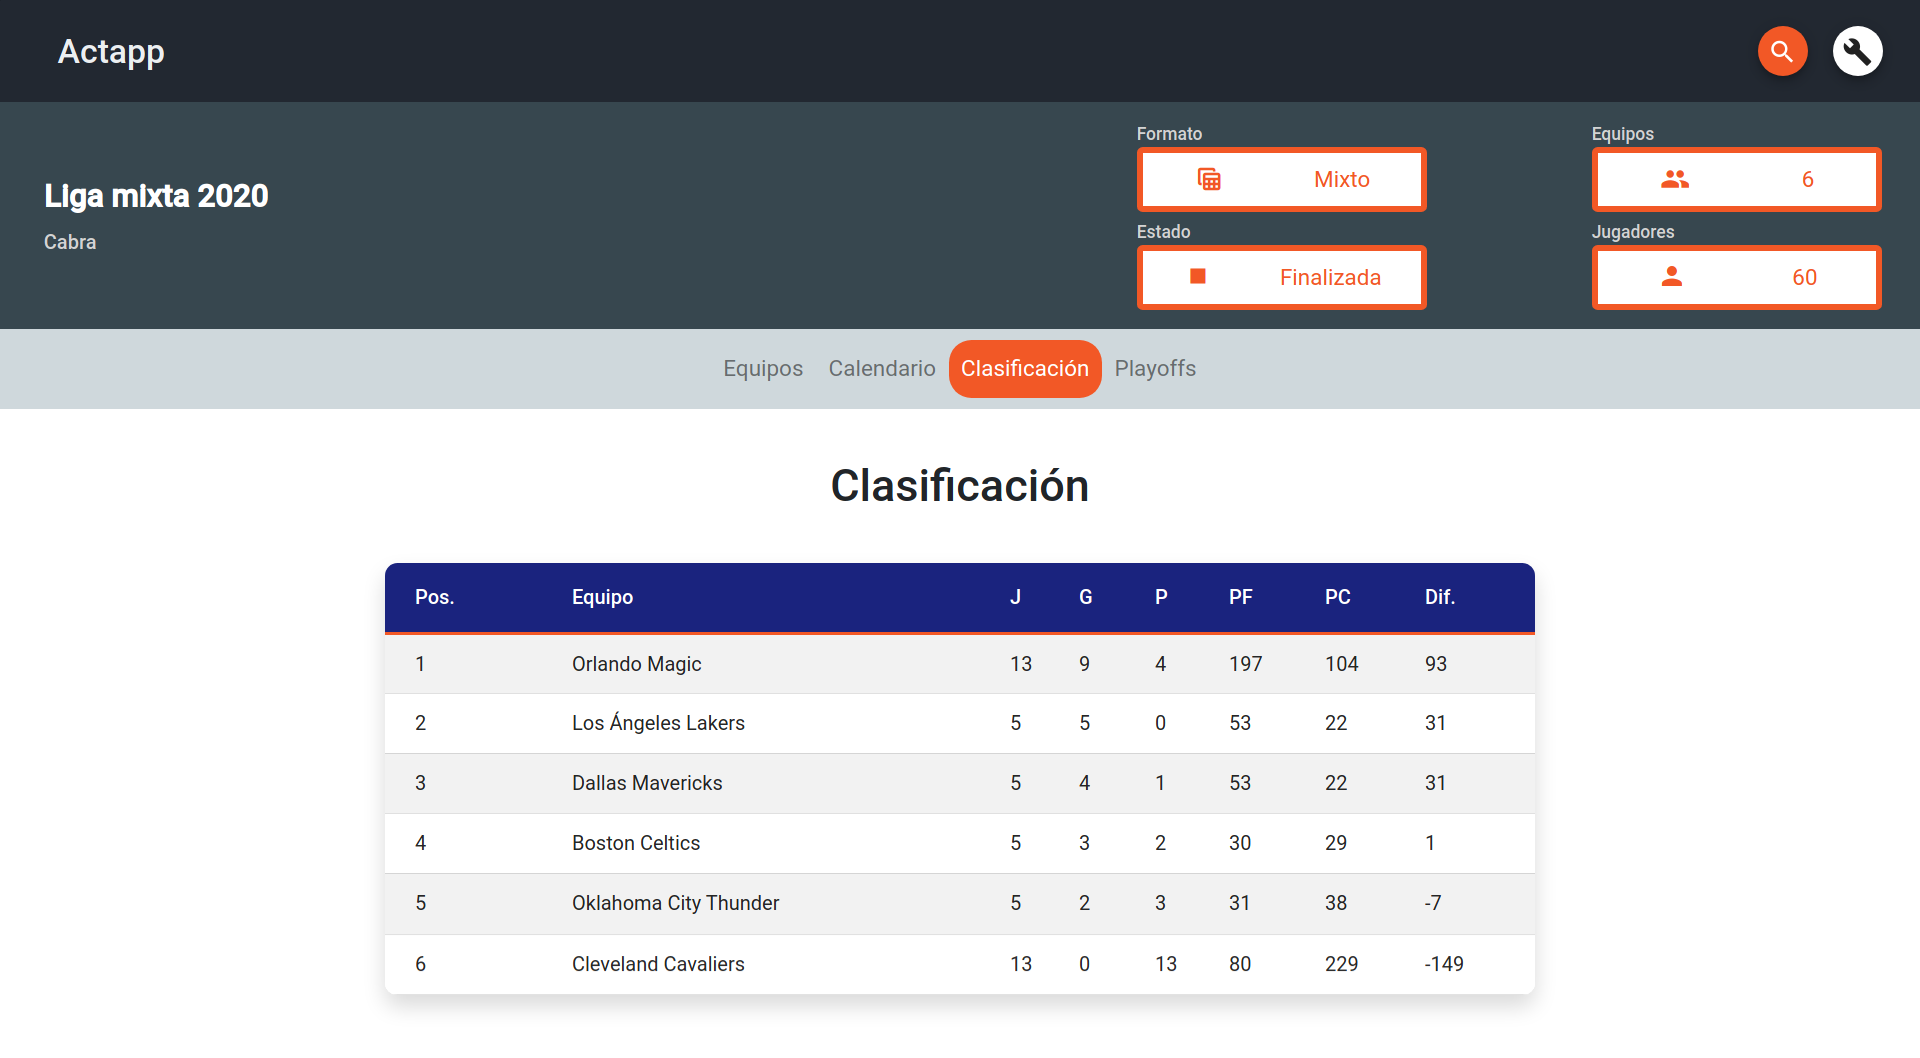 Actapp
Formato
Equipos
Mixto
6
Liga mixta 2020
Cabra
Estado
Jugadores
Finalizada
60
Equipos Calendario Clasificación Playoffs
Clasificación
Pos. Equipo J G P PF PC Dif.
1 Orlando Magic 13 9 4 197 104 93
2 Los Ángeles Lakers 5 5 0 53 22 31
3 Dallas Mavericks 5 4 1 53 22 31
4 Boston Celtics 5 3 2 30 29 1
5 Oklahoma City Thunder 5 2 3 31 38 -7
6 Cleveland Cavaliers 13 0 13 80 229 -149